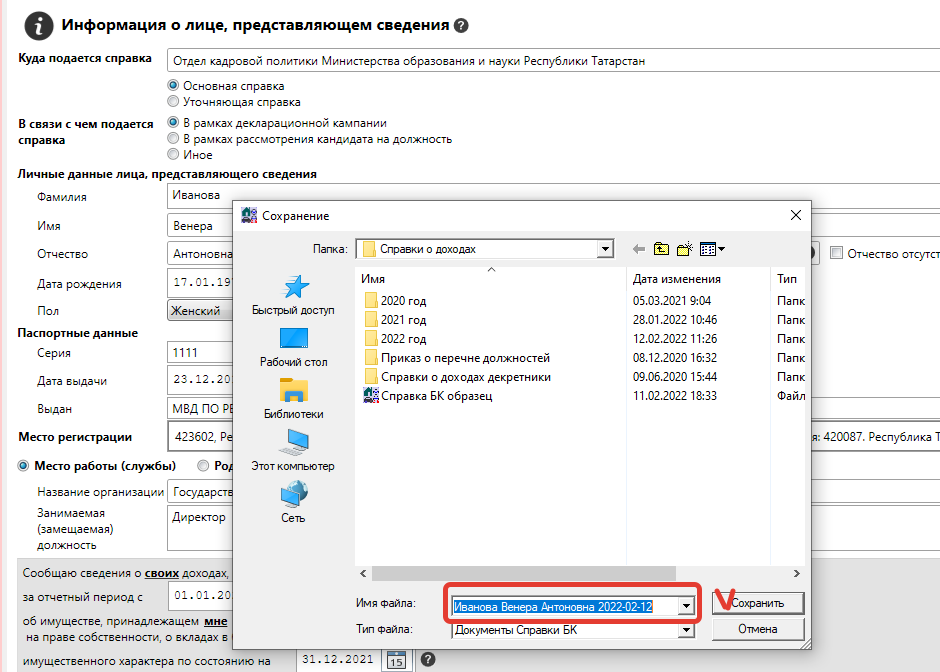 Информация о лице, представляющем сведения ?
Куда подается справка
Отдел кадровой политики Министерства образования и науки Республики Татарстан
Основная справка
Уточняющая справка
В связи с чем подается справка
В рамках декларационной кампании
В рамках рассмотрения кандидата на должность
Иное
Личные данные лица, представляющего сведения
Фамилия Иванова
Имя Венера
Отчество Антоновна
Отчество отсутст
Дата рождения 17.01.19
Пол Женский
Паспортные данные
Серия 1111
Дата выдачи 23.12.20
Выдан МВД ПО РЕ
Место регистрации 423602, Ре
я: 420087. Республика Т
Место работы (службы) Род
Название организации Государств
Занимаемая
(замещаемая)
должность
Директор
Сообщаю сведения о своих доходах,
за отчетный период с 01.01.20
об имуществе, принадлежащем мне
на праве собственности, о вкладах в
имущественного характера по состоянию на 31.12.2021 15 ?
Сохранение
Папка: Справки о доходах
Быстрый доступ
Рабочий стол
Библиотеки
Этот компьютер
Сеть
Имя Дата изменения Тип
2020 год 05.03.2021 9:04 Папк
2021 год 28.01.2022 10:46 Папк
2022 год 12.02.2022 11:26 Папк
Приказ о перечне должностей 08.12.2020 16:32 Папк
Справки о доходах декретники 09.06.2020 15:44 Папк
Справка БК образец 11.02.2022 18:33 Файл
Имя файла: Иванова Венера Антоновна 2022-02-12 Сохранить
Тип файла: Документы Справки БК Отмена